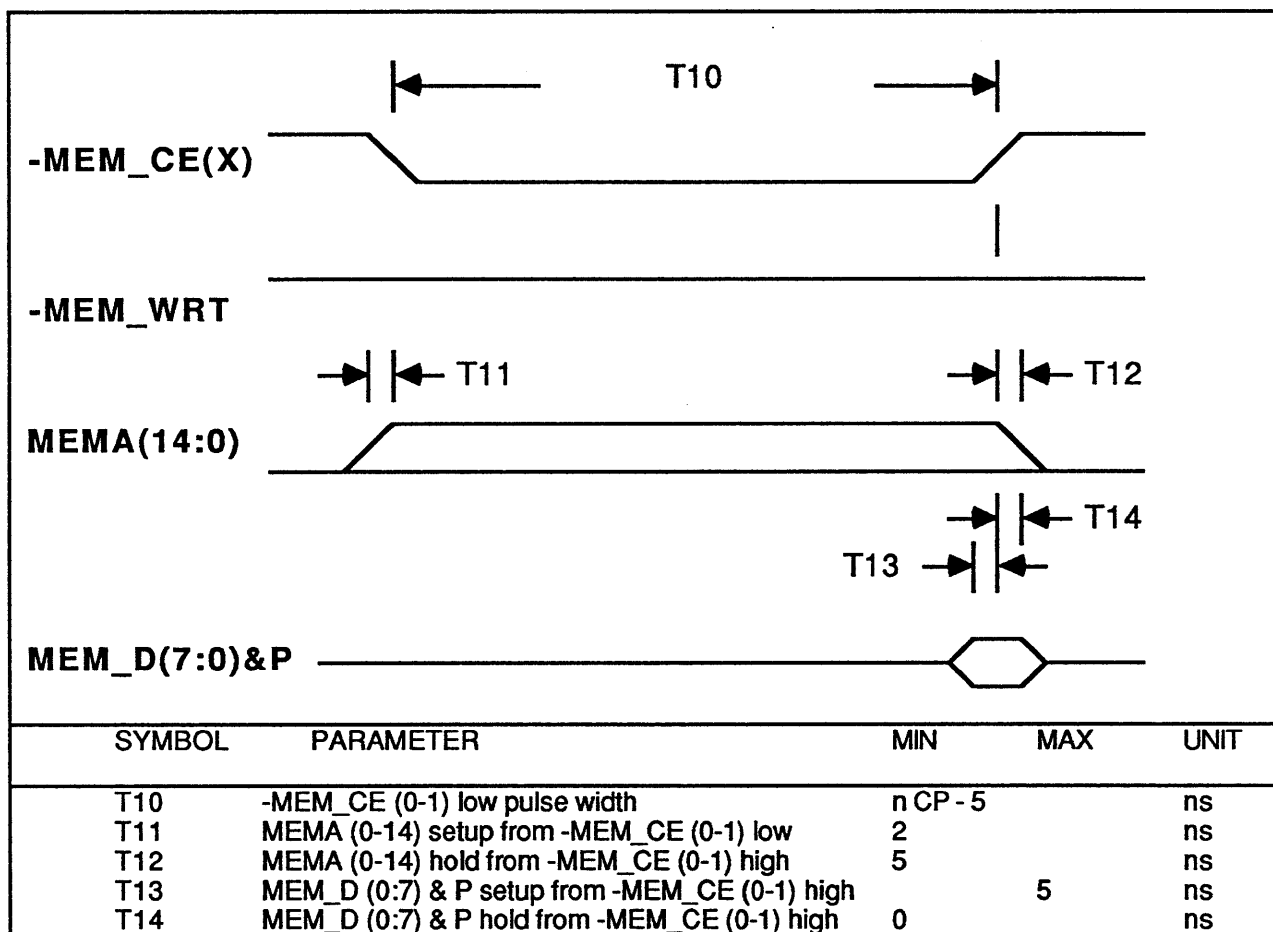 T10
-MEM_CE(X)
-MEM_WRT
T11
T12
MEMA(14:0)
T14
T13
MEM_D(7:0)&P
SYMBOL PARAMETER MIN MAX UNIT
T10 -MEM_CE (0-1) low pulse width n CP - 5 ns
T11 MEMA (0-14) setup from -MEM_CE (0-1) low 2 ns
T12 MEMA (0-14) hold from -MEM_CE (0-1) high 5 ns
T13 MEM_D (0:7) & P setup from -MEM_CE (0-1) high 5 ns
T14 MEM_D (0:7) & P hold from -MEM_CE (0-1) high 0 ns